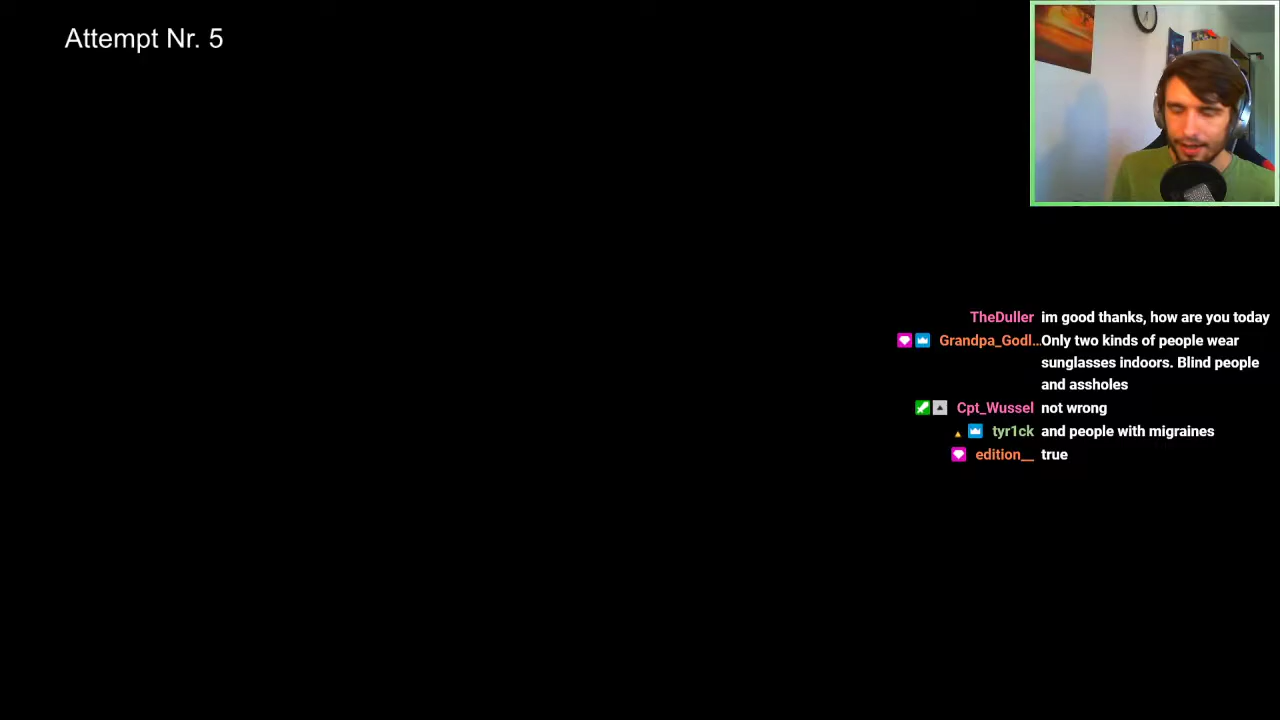 Attempt Nr. 5
TheDuller im good thanks, how are you today
Grandpa_Godl... Only two kinds of people wear
sunglasses indoors. Blind people
and assholes
Cpt_Wussel not wrong
tyr1ck and people with migraines
edition__ true